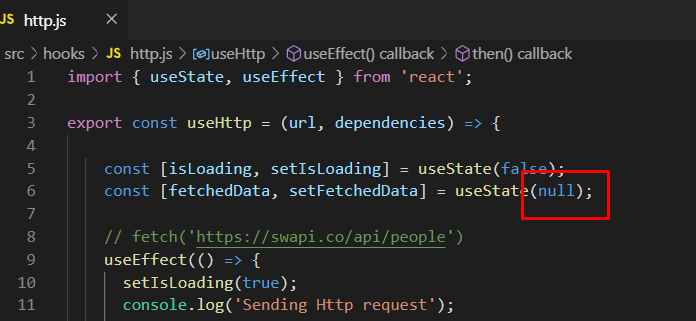 JS http.js ×
src > hooks > JS http.js > useHttp > useEffect() callback > then() callback
1 import { useState, useEffect } from 'react';
2
3 export const useHttp = (url, dependencies) => {
4
5 const [isLoading, setIsLoading] = useState(false);
6 const [fetchedData, setFetchedData] = useState(null);
7
8 // fetch('https://swapi.co/api/people')
9 useEffect(() => {
10 setIsLoading(true);
11 console.log('Sending Http request');